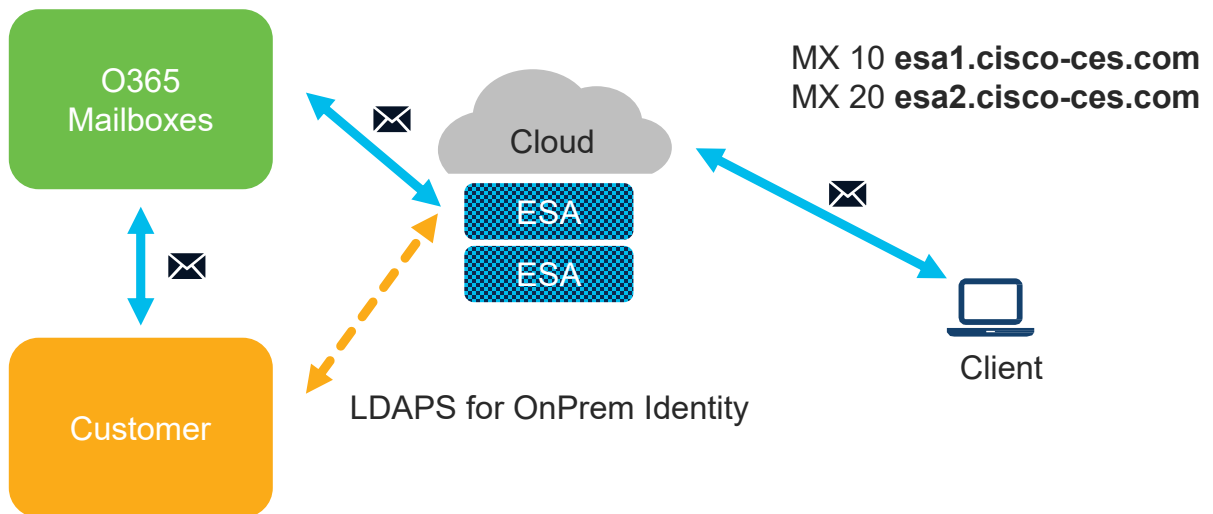 O365
Mailboxes
Cloud
ESA
ESA
MX 10 esa1.cisco-ces.com
MX 20 esa2.cisco-ces.com
Client
Customer
LDAPS for OnPrem Identity